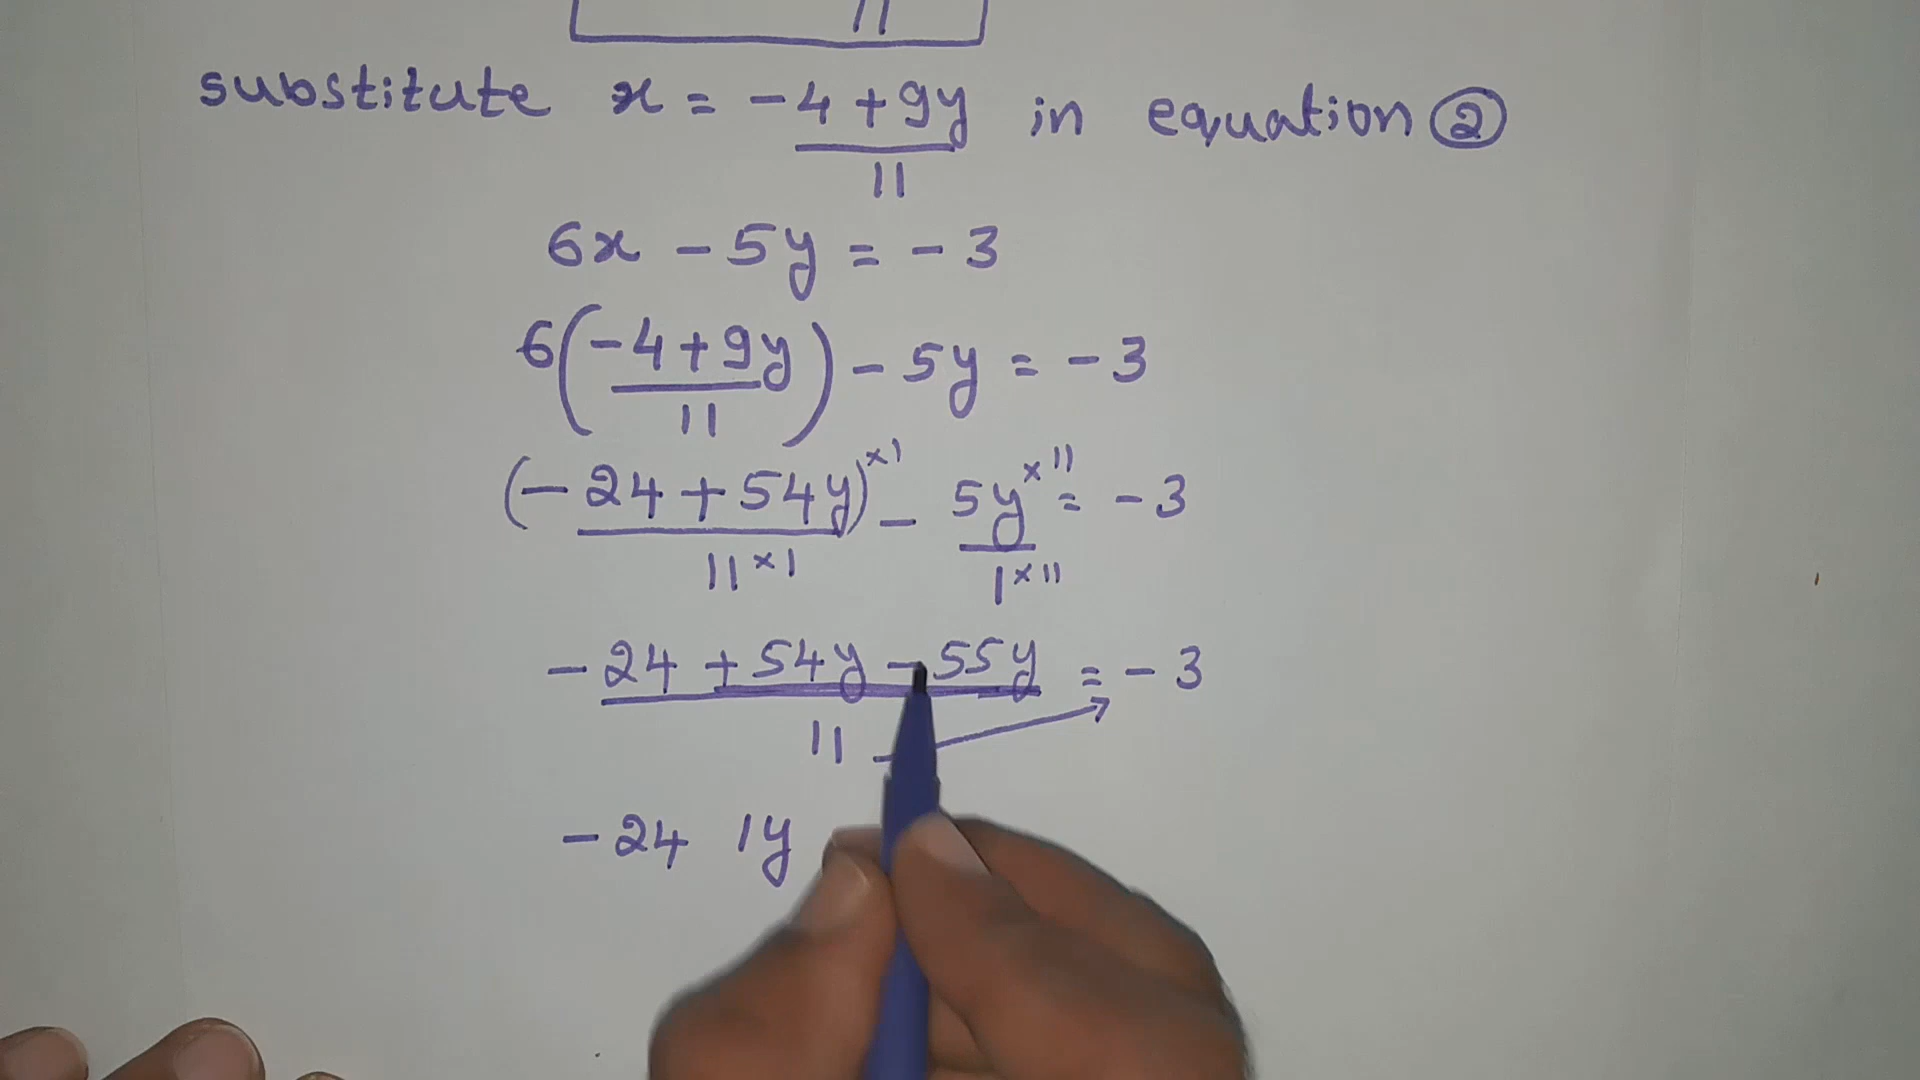 11
substitute x = -4 + 9y in equation ②
11
6x - 5y = -3
6(-4 + 9y) - 5y = -3
11
(-24 + 54y)×1 - 5y×11 = -3
11×1 1×11
-24 + 54y - 55y = -3
11
-24 1y